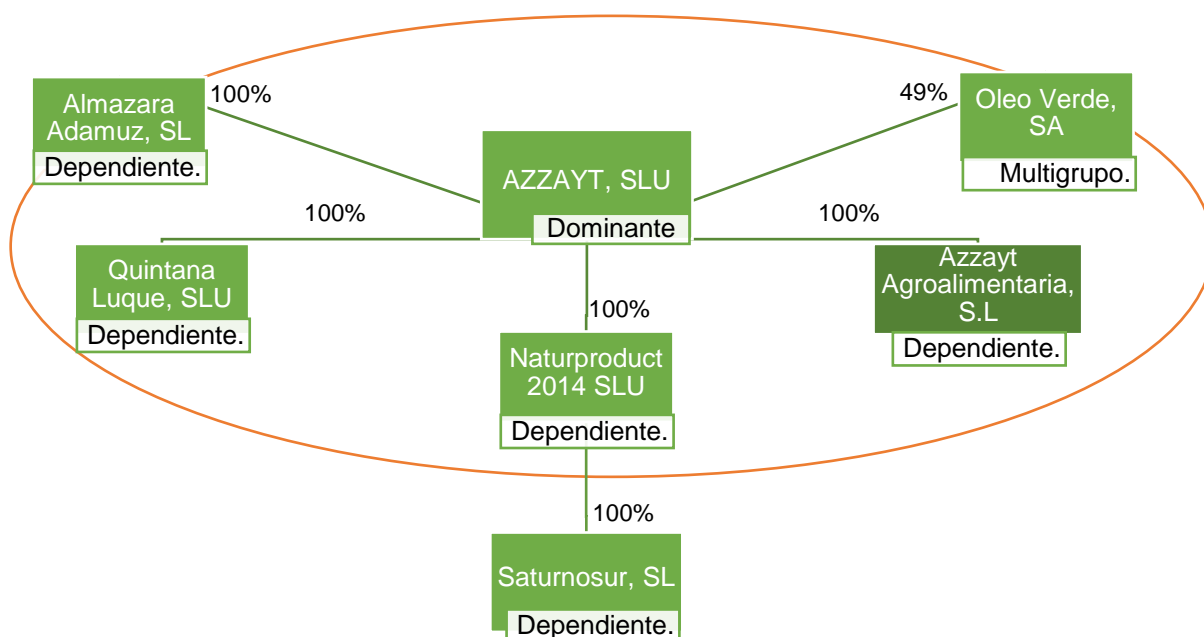 Almazara
Adamuz, SL
Dependiente.
100%
49%
Oleo Verde,
SA
Multigrupo.
AZZAYT, SLU
Dominante
100%
100%
Quintana
Luque, SLU
Dependiente.
Azzayt
Agroalimentaria,
S.L
Dependiente.
100%
Naturproduct
2014 SLU
Dependiente.
100%
Saturnosur, SL
Dependiente.